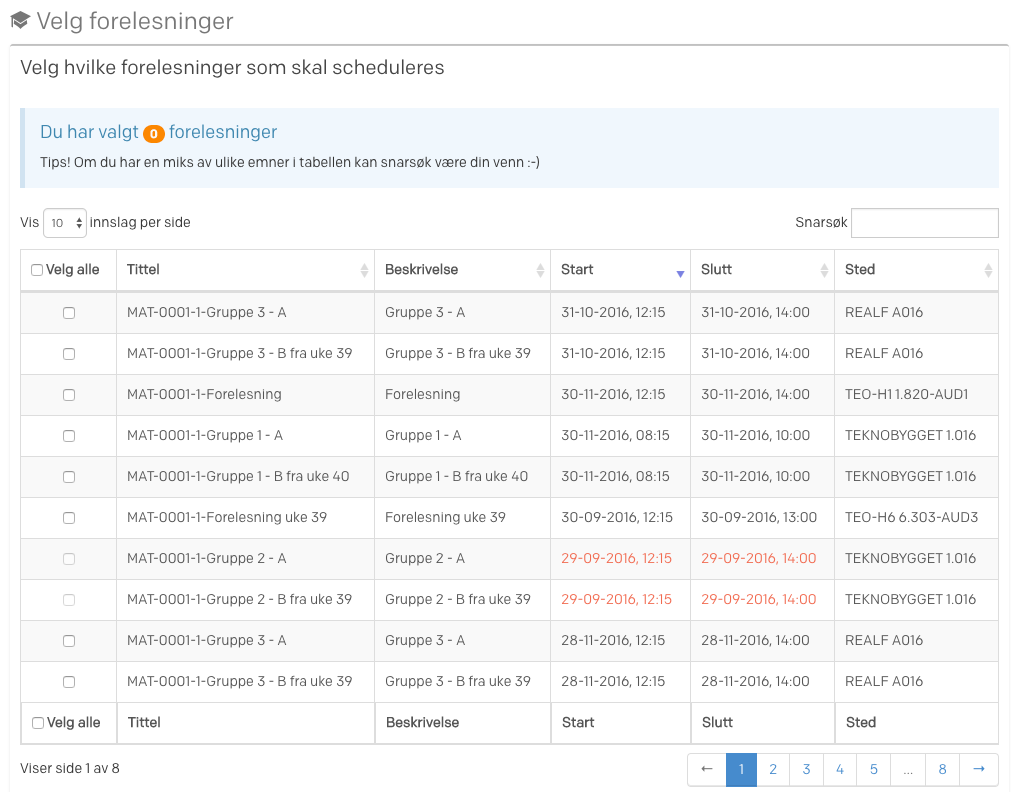 Velg forelesninger
Velg hvilke forelesninger som skal scheduleres
Du har valgt 0 forelesninger
Tips! Om du har en miks av ulike emner i tabellen kan snarsøk være din venn :-)
Vis 10 innslag per side Snarsøk
Velg alle Tittel Beskrivelse Start Slutt Sted
MAT-0001-1-Gruppe 3 - A Gruppe 3 - A 31-10-2016, 12:15 31-10-2016, 14:00 REALF A016
MAT-0001-1-Gruppe 3 - B fra uke 39 Gruppe 3 - B fra uke 39 31-10-2016, 12:15 31-10-2016, 14:00 REALF A016
MAT-0001-1-Forelesning Forelesning 30-11-2016, 12:15 30-11-2016, 14:00 TEO-H1 1.820-AUD1
MAT-0001-1-Gruppe 1 - A Gruppe 1 - A 30-11-2016, 08:15 30-11-2016, 10:00 TEKNOBYGGET 1.016
MAT-0001-1-Gruppe 1 - B fra uke 40 Gruppe 1 - B fra uke 40 30-11-2016, 08:15 30-11-2016, 10:00 TEKNOBYGGET 1.016
MAT-0001-1-Forelesning uke 39 Forelesning uke 39 30-09-2016, 12:15 30-09-2016, 13:00 TEO-H6 6.303-AUD3
MAT-0001-1-Gruppe 2 - A Gruppe 2 - A 29-09-2016, 12:15 29-09-2016, 14:00 TEKNOBYGGET 1.016
MAT-0001-1-Gruppe 2 - B fra uke 39 Gruppe 2 - B fra uke 39 29-09-2016, 12:15 29-09-2016, 14:00 TEKNOBYGGET 1.016
MAT-0001-1-Gruppe 3 - A Gruppe 3 - A 28-11-2016, 12:15 28-11-2016, 14:00 REALF A016
MAT-0001-1-Gruppe 3 - B fra uke 39 Gruppe 3 - B fra uke 39 28-11-2016, 12:15 28-11-2016, 14:00 REALF A016
Velg alle Tittel Beskrivelse Start Slutt Sted
Viser side 1 av 8 ← 1 2 3 4 5 ... 8 →